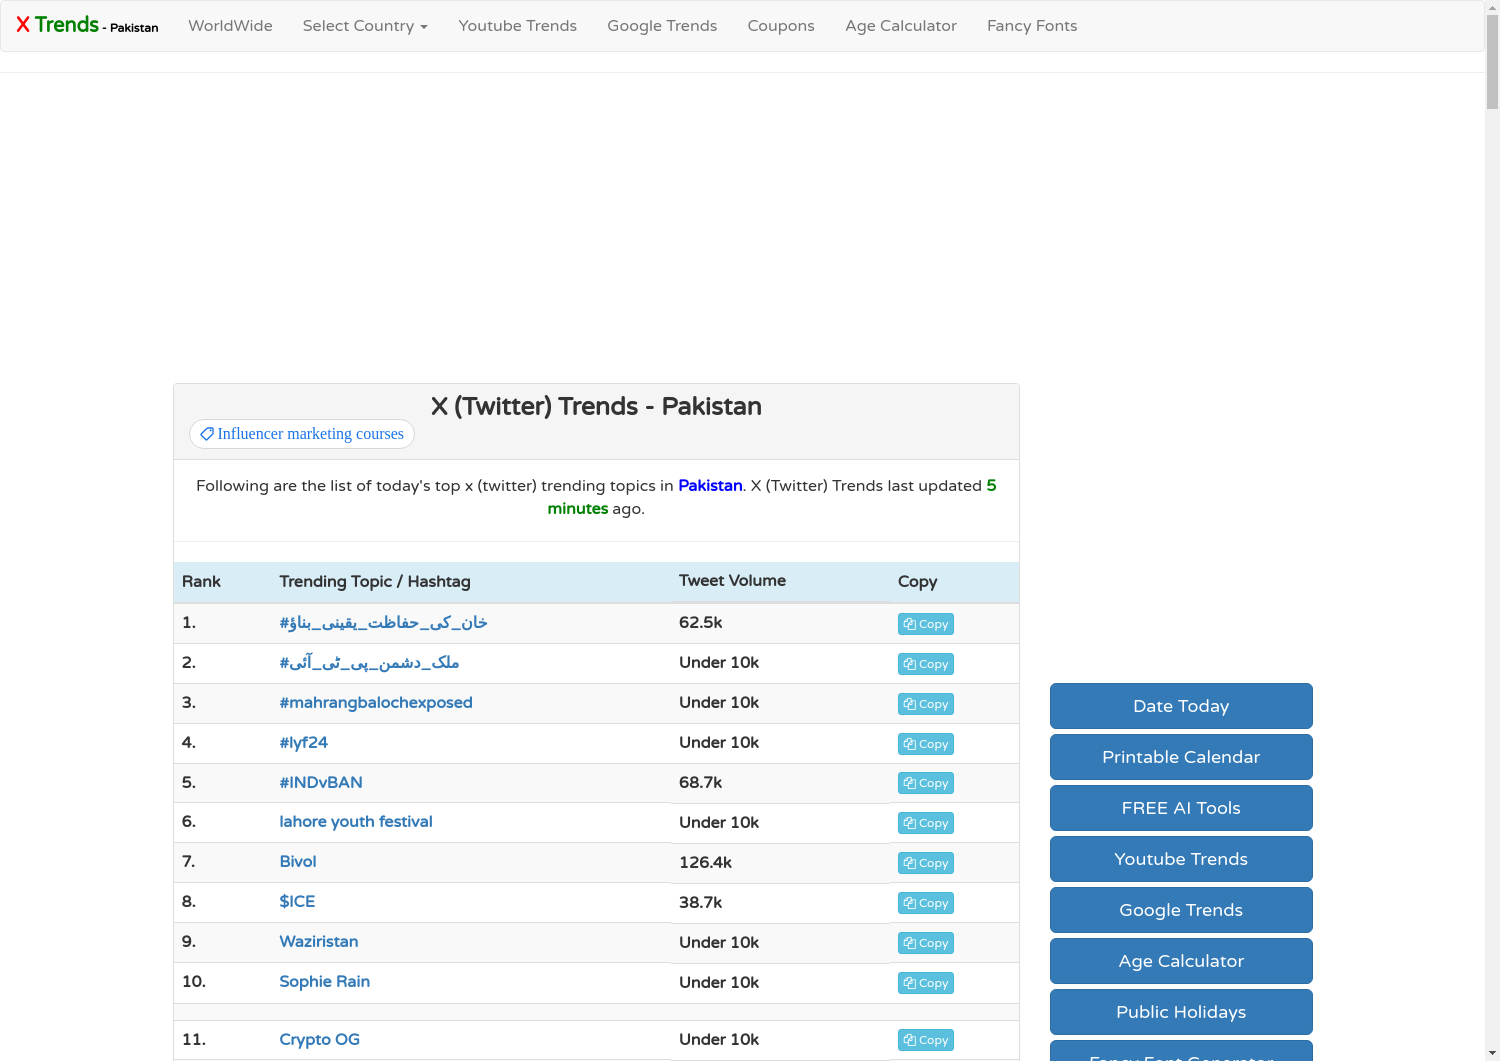 X Trends - Pakistan WorldWide Select Country Youtube Trends Google Trends Coupons Age Calculator Fancy Fonts
X (Twitter) Trends - Pakistan
Influencer marketing courses
Following are the list of today's top x (twitter) trending topics in Pakistan. X (Twitter) Trends last updated 5
minutes ago.
Rank Trending Topic / Hashtag Tweet Volume Copy
1. #خان_کی_حفاظت_یقینی_بناؤ 62.5k Copy
2. #ملک_دشمن_پی_ٹی_آئی Under 10k Copy
3. #mahrangbalochexposed Under 10k Copy
4. #lyf24 Under 10k Copy
5. #INDvBAN 68.7k Copy
6. lahore youth festival Under 10k Copy
7. Bivol 126.4k Copy
8. $ICE 38.7k Copy
9. Waziristan Under 10k Copy
10. Sophie Rain Under 10k Copy
11. Crypto OG Under 10k Copy
Date Today
Printable Calendar
FREE AI Tools
Youtube Trends
Google Trends
Age Calculator
Public Holidays
Fancy Font Generator